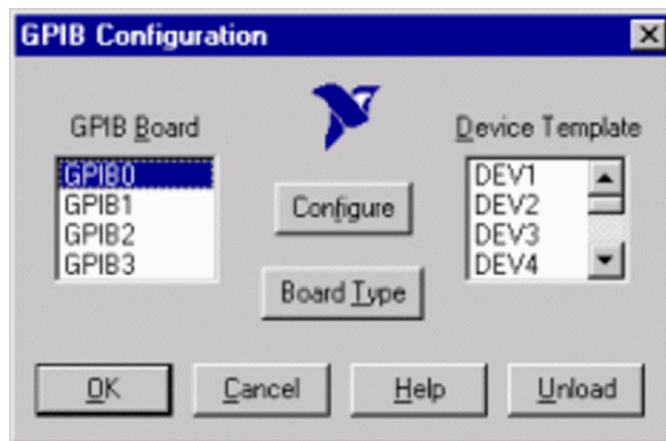 GPIB Configuration
GPIB Board
Device Template
GPIB0
GPIB1
GPIB2
GPIB3
Configure
Board Type
DEV1
DEV2
DEV3
DEV4
OK
Cancel
Help
Unload